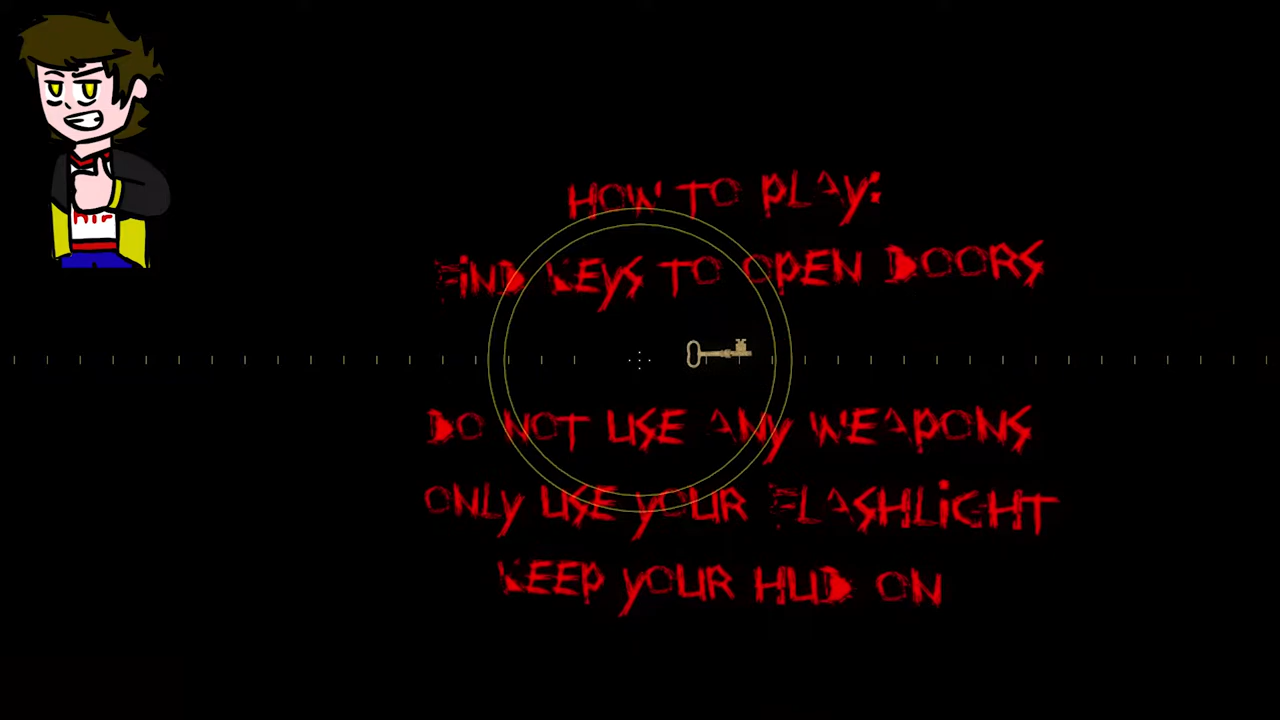 HOW TO PLAY:
FIND KEYS TO OPEN DOORS
DO NOT USE ANY WEAPONS
ONLY USE YOUR FLASHLIGHT
KEEP YOUR HUD ON